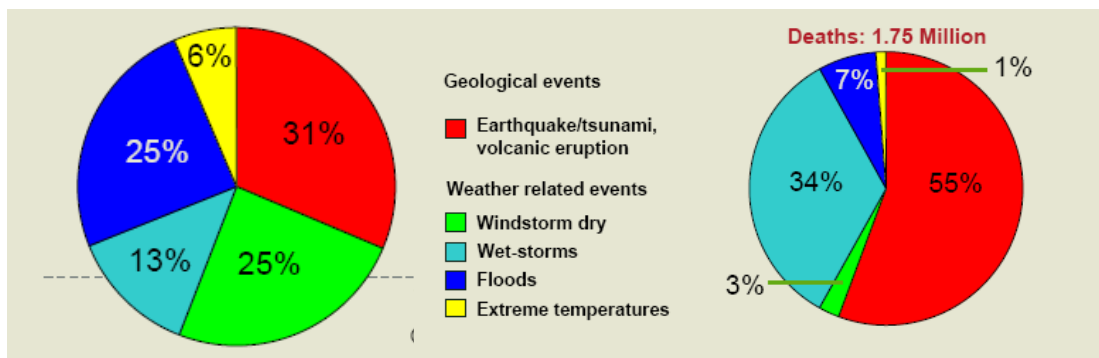 6%
31%
25%
13%
25%
Geological events
Earthquake/tsunami,
volcanic eruption
Weather related events
Windstorm dry
Wet-storms
Floods
Extreme temperatures
Deaths: 1.75 Million
1%
7%
34%
55%
3%